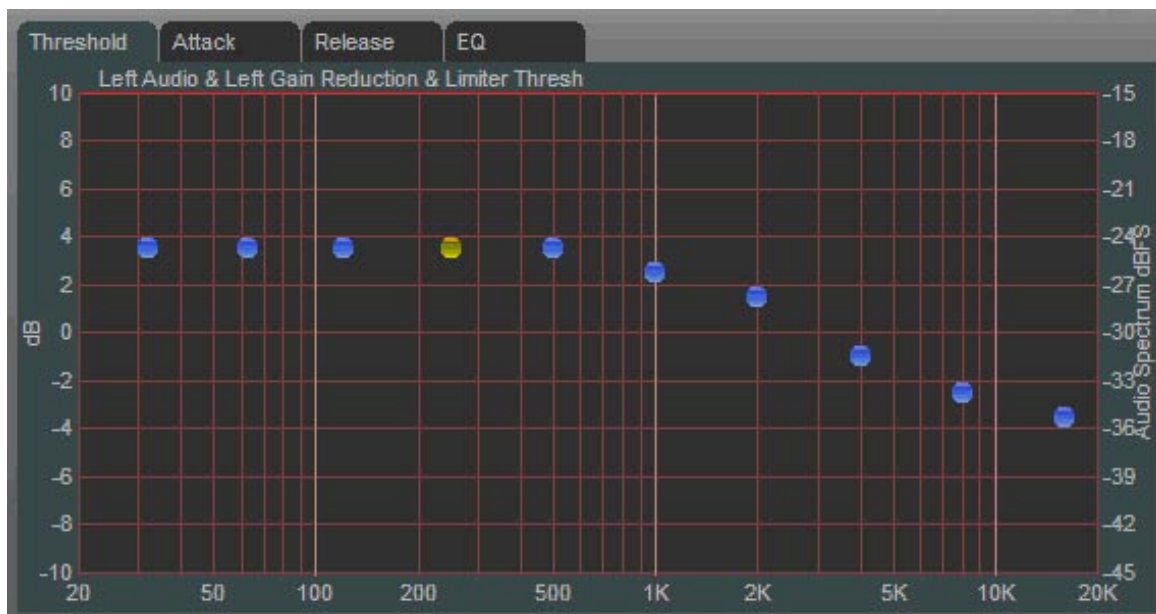 Threshold Attack Release EQ
Left Audio & Left Gain Reduction & Limiter Thresh
10 -15
8 -18
6 -21
4 -24
2 -27
0 -30
-2 -33
-4 -36
-6 -39
-8 -42
-10 -45
dB
Audio Spectrum dBFS
20 50 100 200 500 1K 2K 5K 10K 20K